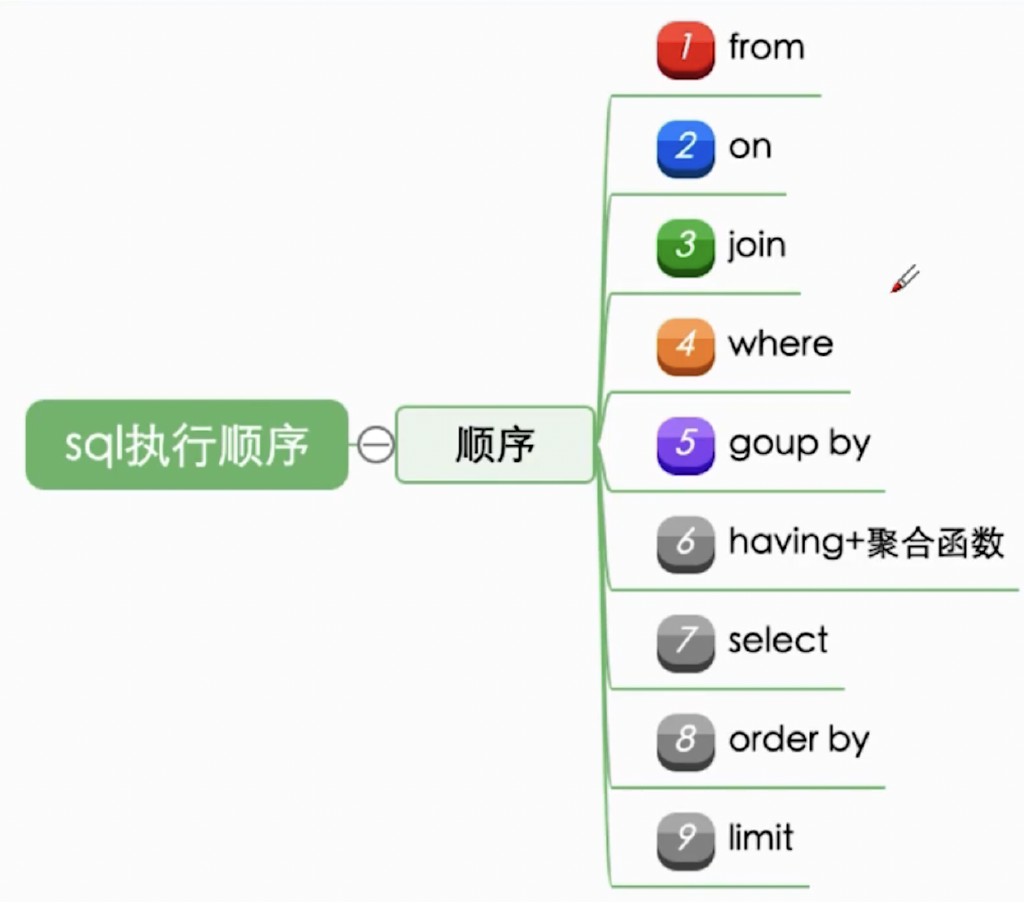 sql执行顺序
顺序
1 from
2 on
3 join
4 where
5 goup by
6 having+聚合函数
7 select
8 order by
9 limit